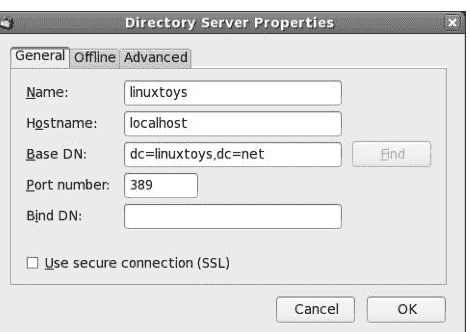 Directory Server Properties
General Offline Advanced
Name: linuxtoys
Hostname: localhost
Base DN: dc=linuxtoys,dc=net Find
Port number: 389
Bind DN:
Use secure connection (SSL)
Cancel OK